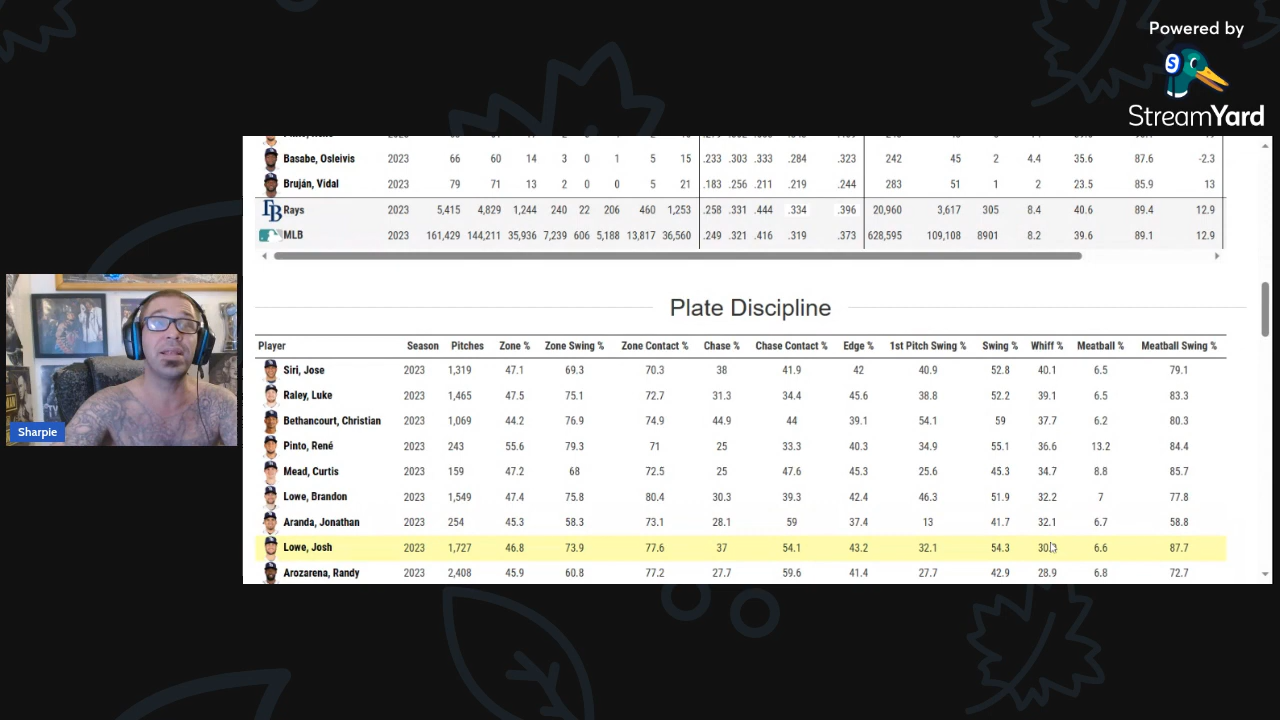 Powered by
StreamYard
Basabe, Osleivis 2023 66 60 14 3 0 1 5 15 .233 .303 .333 .284 .323 242 45 2 4.4 35.6 87.6 -2.3
Bruján, Vidal 2023 79 71 13 2 0 0 5 21 .183 .256 .211 .219 .244 283 51 1 2 23.5 85.9 13
Rays 2023 5,415 4,829 1,244 240 22 206 460 1,253 .258 .331 .444 .334 .396 20,960 3,617 305 8.4 40.6 89.4 12.9
MLB 2023 161,429 144,211 35,936 7,239 606 5,188 13,817 36,560 .249 .321 .416 .319 .373 628,595 109,108 8901 8.2 39.6 89.1 12.9
Plate Discipline
Player Season Pitches Zone % Zone Swing % Zone Contact % Chase % Chase Contact % Edge % 1st Pitch Swing % Swing % Whiff % Meatball % Meatball Swing %
Siri, Jose 2023 1,319 47.1 69.3 70.3 38 41.9 42 40.9 52.8 40.1 6.5 79.1
Raley, Luke 2023 1,465 47.5 75.1 72.7 31.3 34.4 45.6 38.8 52.2 39.1 6.5 83.3
Bethancourt, Christian 2023 1,069 44.2 76.9 74.9 44.9 44 39.1 54.1 59 37.7 6.2 80.3
Pinto, René 2023 243 55.6 79.3 71 25 33.3 40.3 34.9 55.1 36.6 13.2 84.4
Mead, Curtis 2023 159 47.2 68 72.5 25 47.6 45.3 25.6 45.3 34.7 8.8 85.7
Lowe, Brandon 2023 1,549 47.4 75.8 80.4 30.3 39.3 42.4 46.3 51.9 32.2 7 77.8
Aranda, Jonathan 2023 254 45.3 58.3 73.1 28.1 59 37.4 13 41.7 32.1 6.7 58.8
Lowe, Josh 2023 1,727 46.8 73.9 77.6 37 54.1 43.2 32.1 54.3 6.6 87.7
Arozarena, Randy 2023 2,408 45.9 60.8 77.2 27.7 59.6 41.4 27.7 42.9 28.9 6.8 72.7
Sharpie